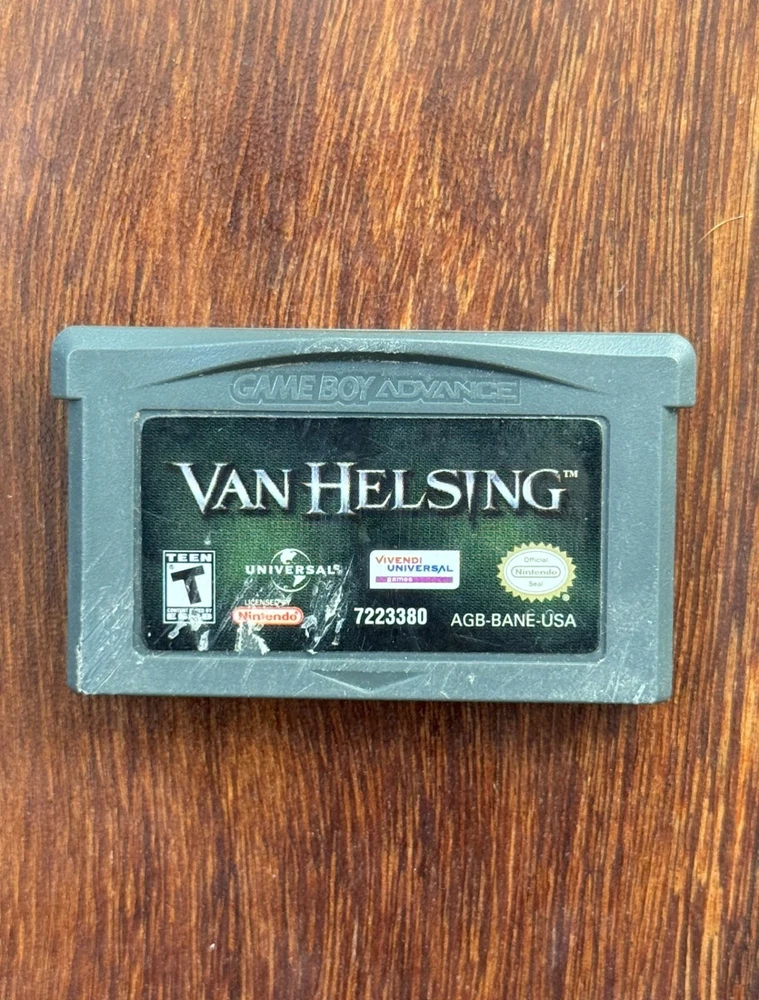 GAME BOY ADVANCE
VAN HELSING™
TEEN
T
UNIVERSAL
VIVENDI
UNIVERSAL
games
Official
Nintendo
Seal
LICENSED BY
Nintendo
7223380
AGB-BANE-USA